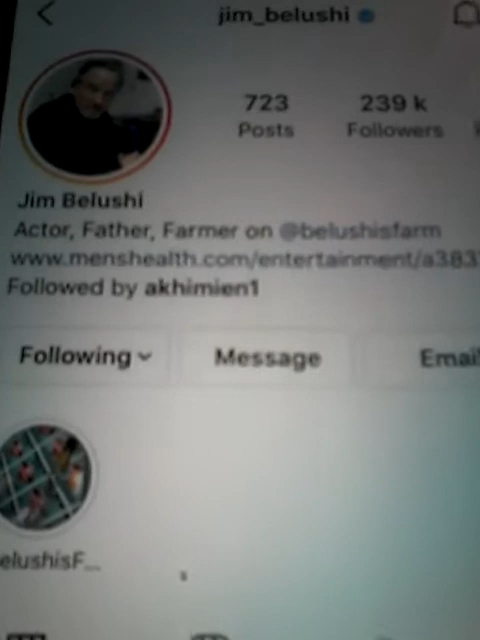 jim_belushi
723
239 k
Posts
Followers
Jim Belushi
Actor, Father, Farmer on @belushisfarm
www.menshealth.com/entertainment/a383
Followed by akhimien1
Following
Message
Email
elushisF...